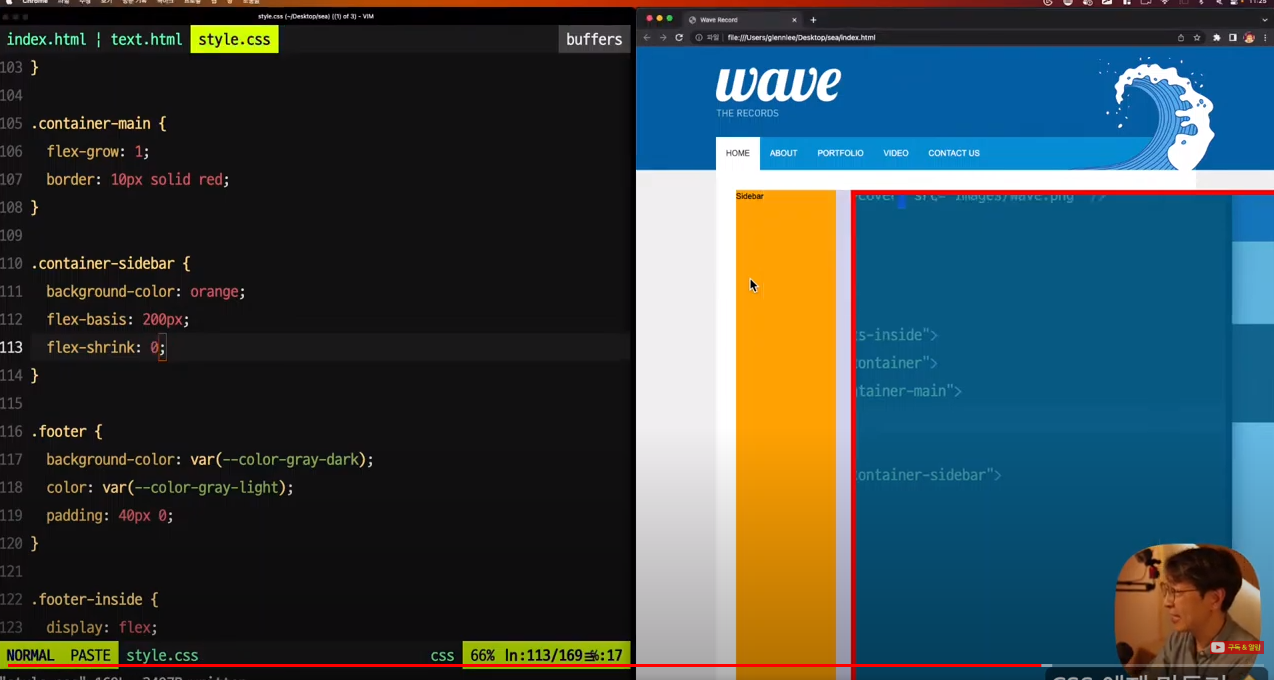 style.css (~/Desktop/sea) ((1) of 3) - VIM
index.html | text.html style.css buffers
103 }
104
105 .container-main {
106 flex-grow: 1;
107 border: 10px solid red;
108 }
109
110 .container-sidebar {
111 background-color: orange;
112 flex-basis: 200px;
113 flex-shrink: 0;
114 }
115
116 .footer {
117 background-color: var(--color-gray-dark);
118 color: var(--color-gray-light);
119 padding: 40px 0;
120 }
121
122 .footer-inside {
123 display: flex;
NORMAL PASTE style.css css 66% ln:113/169 :17
Chrome
11:25
Wave Record
파일 file:///Users/glennlee/Desktop/sea/index.html
wave
THE RECORDS
HOME ABOUT PORTFOLIO VIDEO CONTACT US
Sidebar
cover src="images/wave.png" />
s-inside">
ontainer">
tainer-main">
ontainer-sidebar">
구독 & 알람